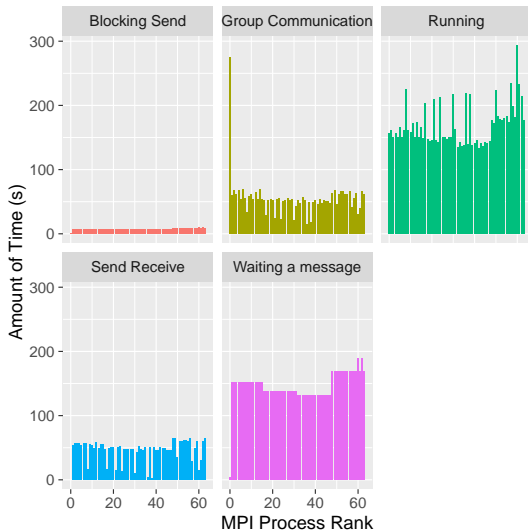 Blocking Send Group Communication Running
300
200
100
0
Send Receive Waiting a message
300
200
100
0
0 20 40 60 0 20 40 60
MPI Process Rank
Amount of Time (s)